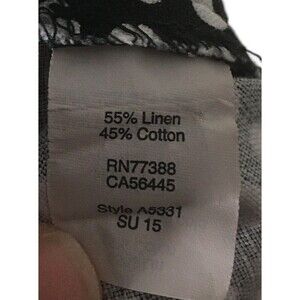 55% Linen
45% Cotton
RN77388
CA56445
Style A5331
SU 15